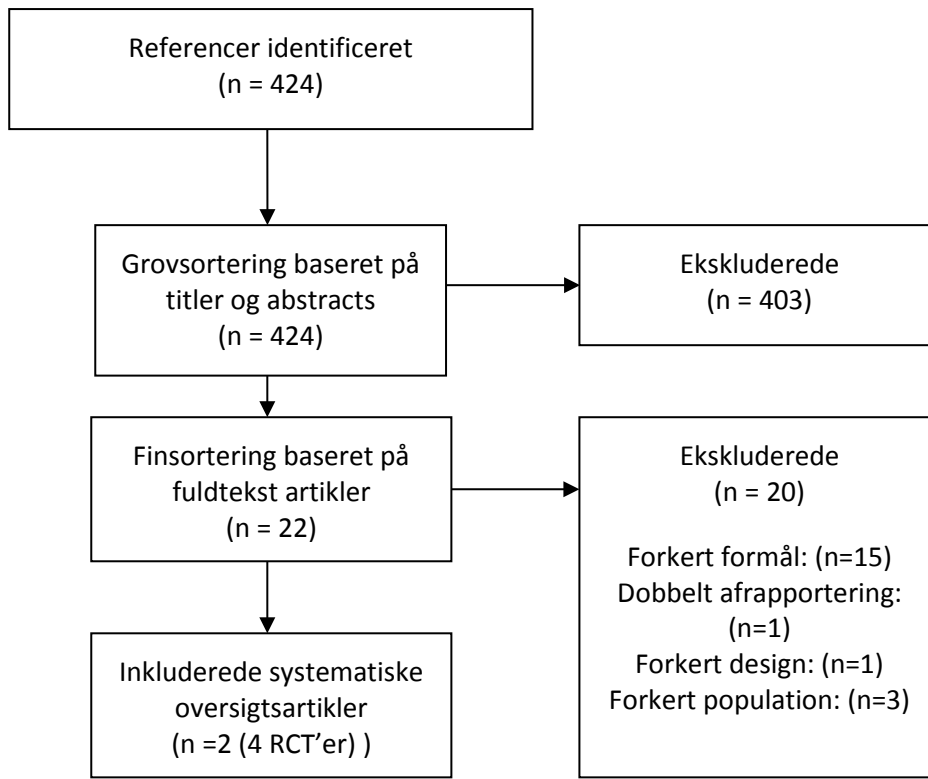 Referencer identificeret
(n = 424)
Grovsortering baseret på
titler og abstracts
(n = 424)
Ekskluderede
(n = 403)
Finsortering baseret på
fuldtekst artikler
(n = 22)
Ekskluderede
(n = 20)
Forkert formål: (n=15)
Dobbelt afrapportering:
(n=1)
Forkert design: (n=1)
Forkert population: (n=3)
Inkluderede systematiske
oversigtsartikler
(n =2 (4 RCT’er) )